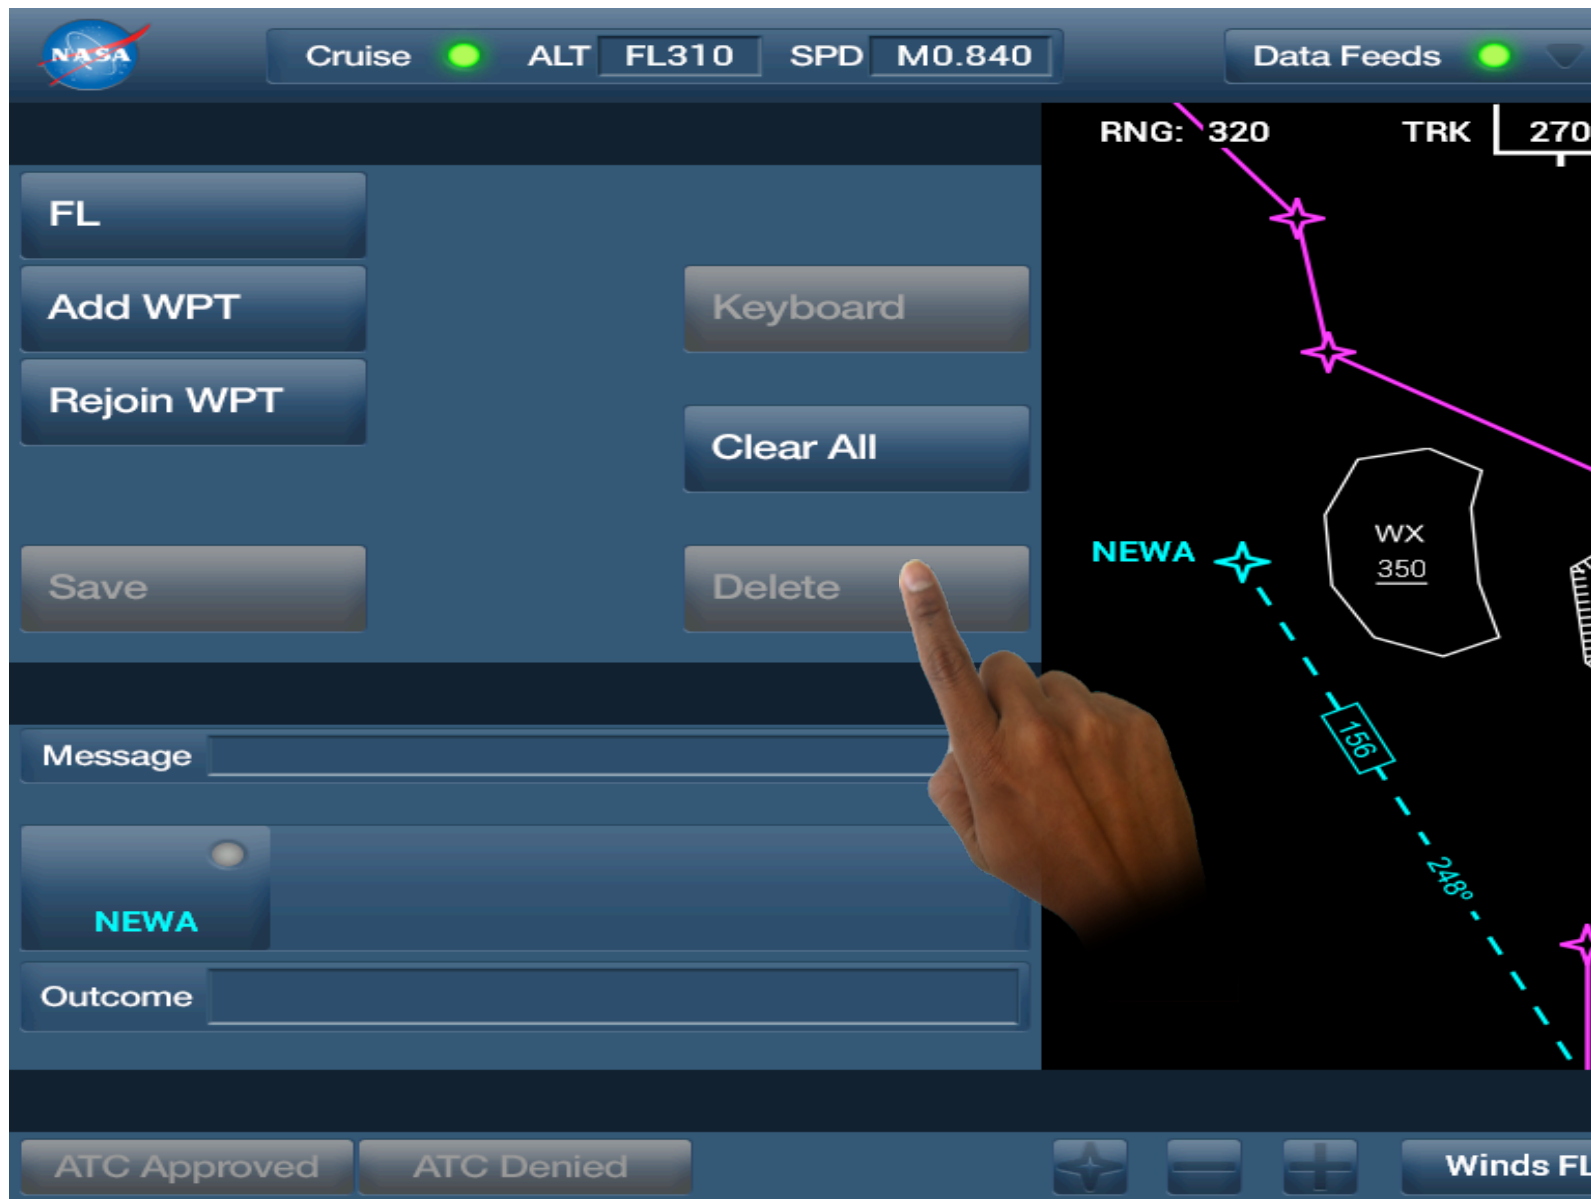 NASA
Cruise ALT FL310 SPD M0.840 Data Feeds
RNG: 320 TRK 270
FL
Add WPT Keyboard
Rejoin WPT
Clear All
WX
350
NEWA
Save Delete
156
Message
248°
NEWA
Outcome
ATC Approved ATC Denied Winds FL